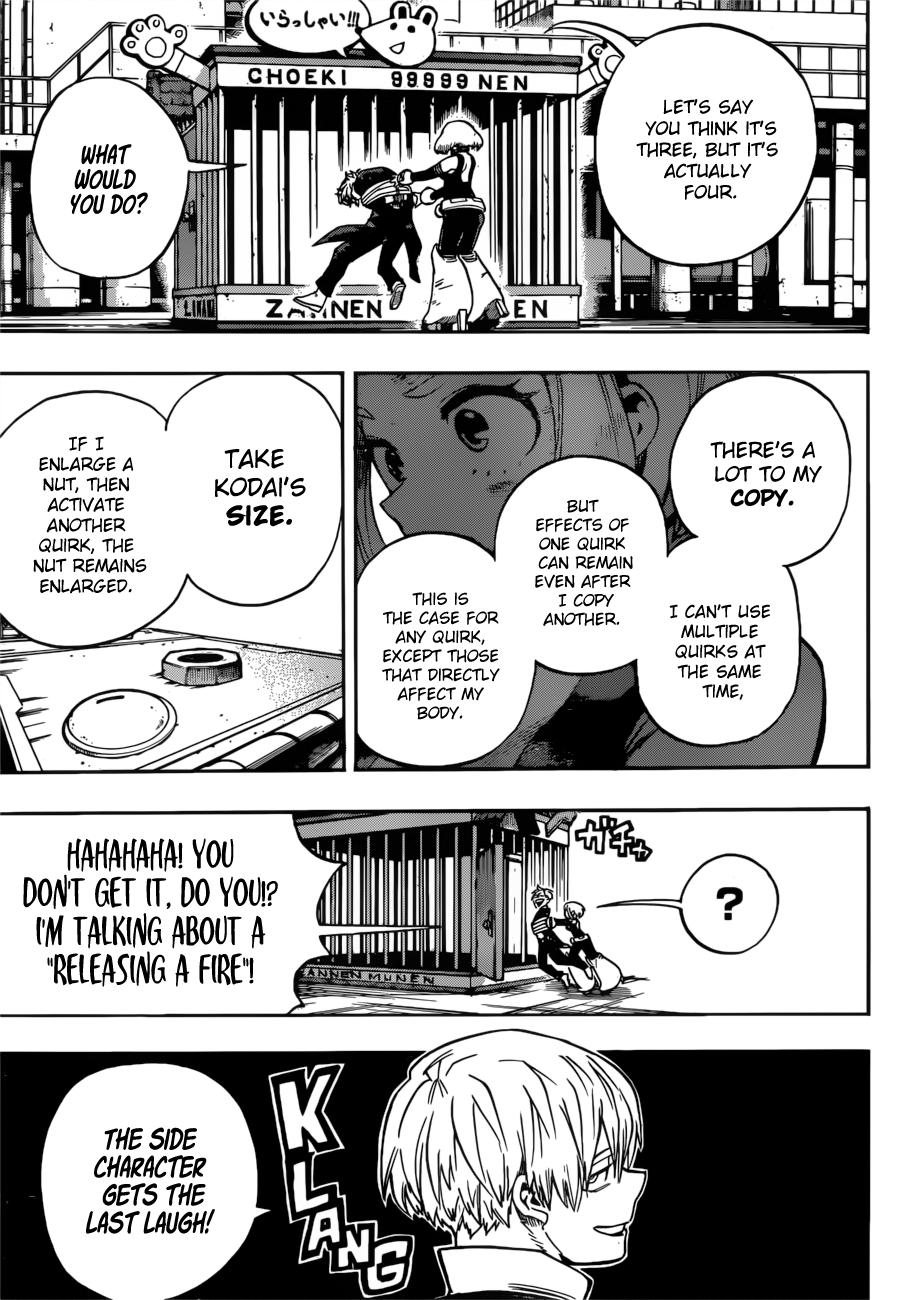 いらっしゃい!!!
CHOEKI 99999 NEN
LET'S SAY
YOU THINK IT'S
THREE, BUT IT'S
ACTUALLY
FOUR.
WHAT
WOULD
YOU DO?
ZANNEN
EN
THERE'S A
LOT TO MY
COPY.
I CAN'T USE
MULTIPLE
QUIRKS AT
THE SAME
TIME,
BUT
EFFECTS OF
ONE QUIRK
CAN REMAIN
EVEN AFTER
I COPY
ANOTHER.
THIS IS
THE CASE FOR
ANY QUIRK,
EXCEPT THOSE
THAT DIRECTLY
AFFECT MY
BODY.
TAKE
KODAI'S
SIZE.
IF I
ENLARGE A
NUT, THEN
ACTIVATE
ANOTHER
QUIRK, THE
NUT REMAINS
ENLARGED.
ガチャ
?
HAHAHAHA! YOU
DON'T GET IT, DO YOU!?
I'M TALKING ABOUT A
"RELEASING A FIRE"!
ZANNEN MUNEN
KLANG
THE SIDE
CHARACTER
GETS THE
LAST LAUGH!